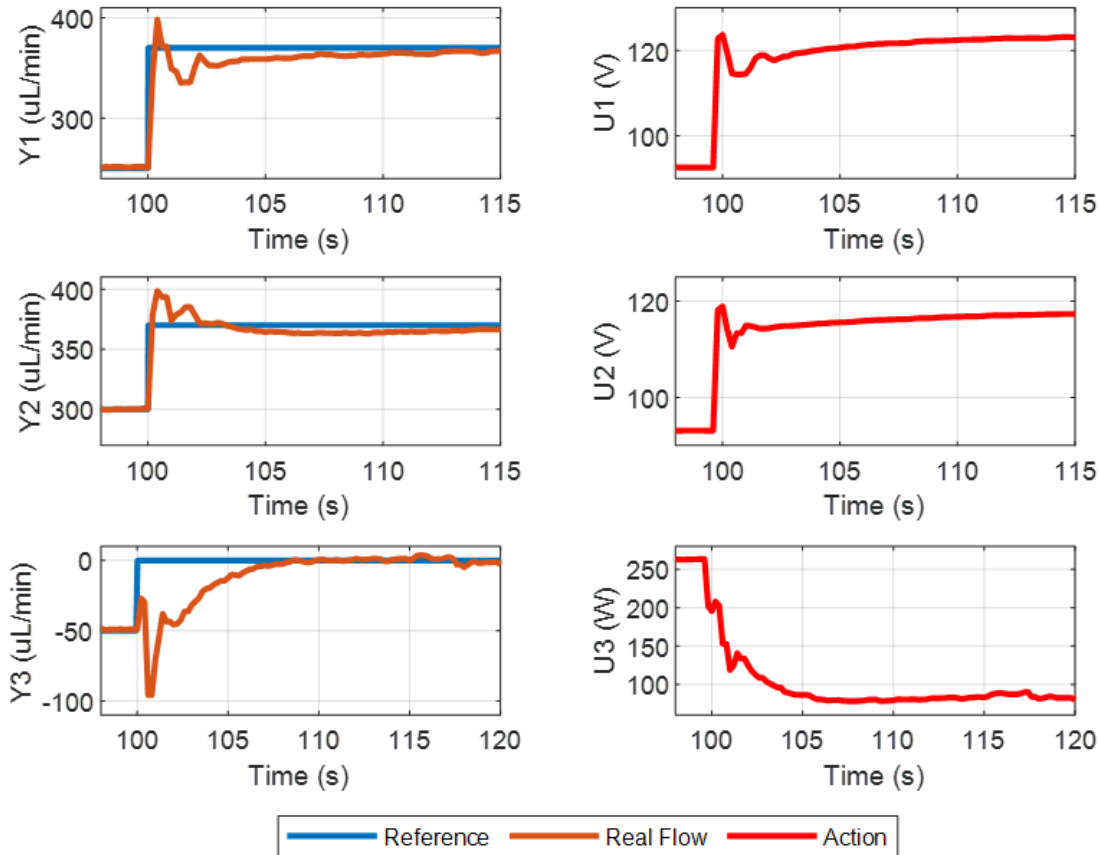 400
300
Y1 (uL/min)
100 105 110 115
Time (s)
120
100
U1 (V)
100 105 110 115
Time (s)
400
350
300
Y2 (uL/min)
100 105 110 115
Time (s)
120
100
U2 (V)
100 105 110 115
Time (s)
0
-50
-100
Y3 (uL/min)
100 105 110 115 120
Time (s)
250
200
150
100
U3 (W)
100 105 110 115 120
Time (s)
Reference Real Flow Action